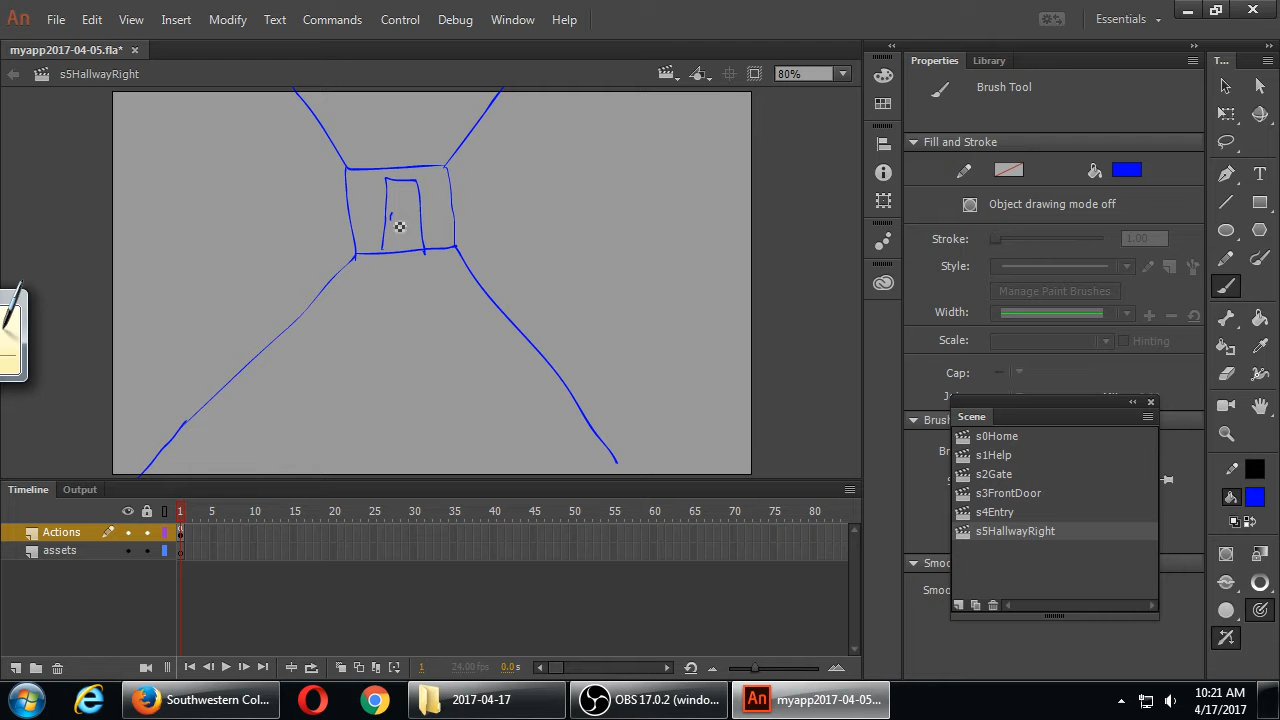 An File Edit View Insert Modify Text Commands Control Debug Window Help Essentials
myapp2017-04-05.fla*
s5HallwayRight 80%
Properties Library T...
Brush Tool
Fill and Stroke
Object drawing mode off
Stroke: 1.00
Style:
Manage Paint Brushes
Width:
Scale: Hinting
Cap:
Scene
s0Home
s1Help
s2Gate
s3FrontDoor
s4Entry
s5HallwayRight
Timeline Output
1 5 10 15 20 25 30 35 40 45 50 55 60 65 70 75 80
Actions
assets
1 24.00 fps 0.0 s
Southwestern Col...
2017-04-17
OBS 17.0.2 (windo...
An myapp2017-04-05...
10:21 AM
4/17/2017